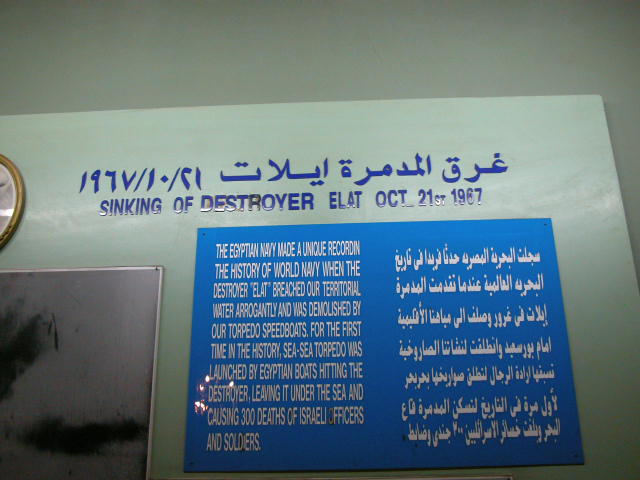 غرق المدمرة ايلات ١٩٦٧/١٠/٢١
SINKING OF DESTROYER ELAT OCT. 21ST 1967
THE EGYPTIAN NAVY MADE A UNIQUE RECORDIN
THE HISTORY OF WORLD NAVY WHEN THE
DESTROYER "ELAT" BREACHED OUR TERRITORIAL
WATER ARROGANTLY AND WAS DEMOLISHED BY
OUR TORPEDO SPEEDBOATS. FOR THE FIRST
TIME IN THE HISTORY, SEA-SEA TORPEDO WAS
LAUNCHED BY EGYPTIAN BOATS HITTING THE
DESTROYER, LEAVING IT UNDER THE SEA AND
CAUSING 300 DEATHS OF ISRAELI OFFICERS
AND SOLDIERS.
سجلت البحرية المصريه حدثا فريدا فى تاريخ
البحريه العالمية عندما تقدمت المدمرة
إيلات فى غرور وصلف الى مياهنا الأقليمية
امام بورسعيد وانطلقت لنشاتنا الصاروخية
تسبقها ارادة الرجال لتطلق صواريخها بحربحر
لأول مرة فى التاريخ لتسكن المدمرة قاع
البحر وبلغت خسائر الاسرائليين ٣٠٠ جندى وضابط